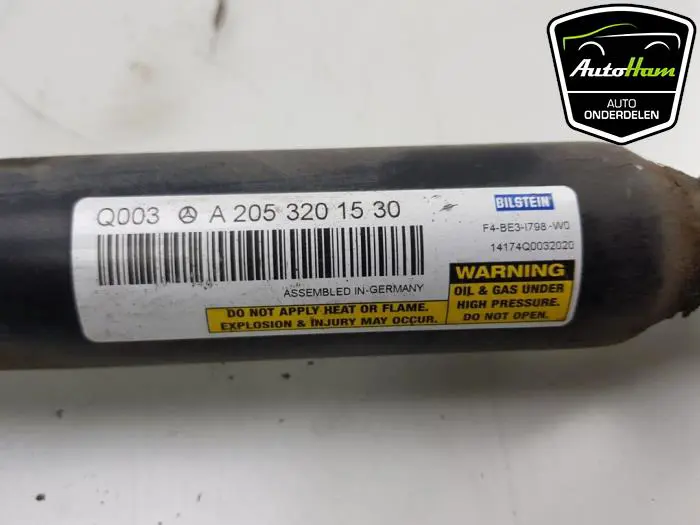 AutoHam
AUTO
ONDERDELEN
Q003 A 205 320 15 30
BILSTEIN
F4-BE3-I798-W0
14174Q0032020
ASSEMBLED IN GERMANY
WARNING
OIL & GAS UNDER
HIGH PRESSURE.
DO NOT OPEN.
DO NOT APPLY HEAT OR FLAME.
EXPLOSION & INJURY MAY OCCUR.